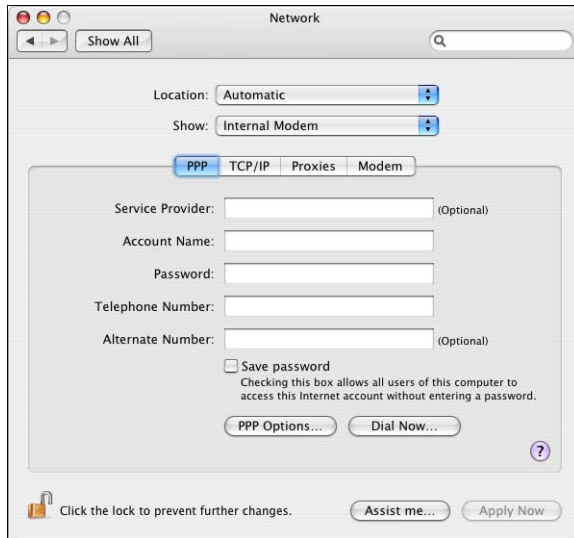 Network
Show All
Location: Automatic
Show: Internal Modem
PPP TCP/IP Proxies Modem
Service Provider: (Optional)
Account Name:
Password:
Telephone Number:
Alternate Number: (Optional)
Save password
Checking this box allows all users of this computer to
access this Internet account without entering a password.
PPP Options... Dial Now...
?
Click the lock to prevent further changes. Assist me... Apply Now